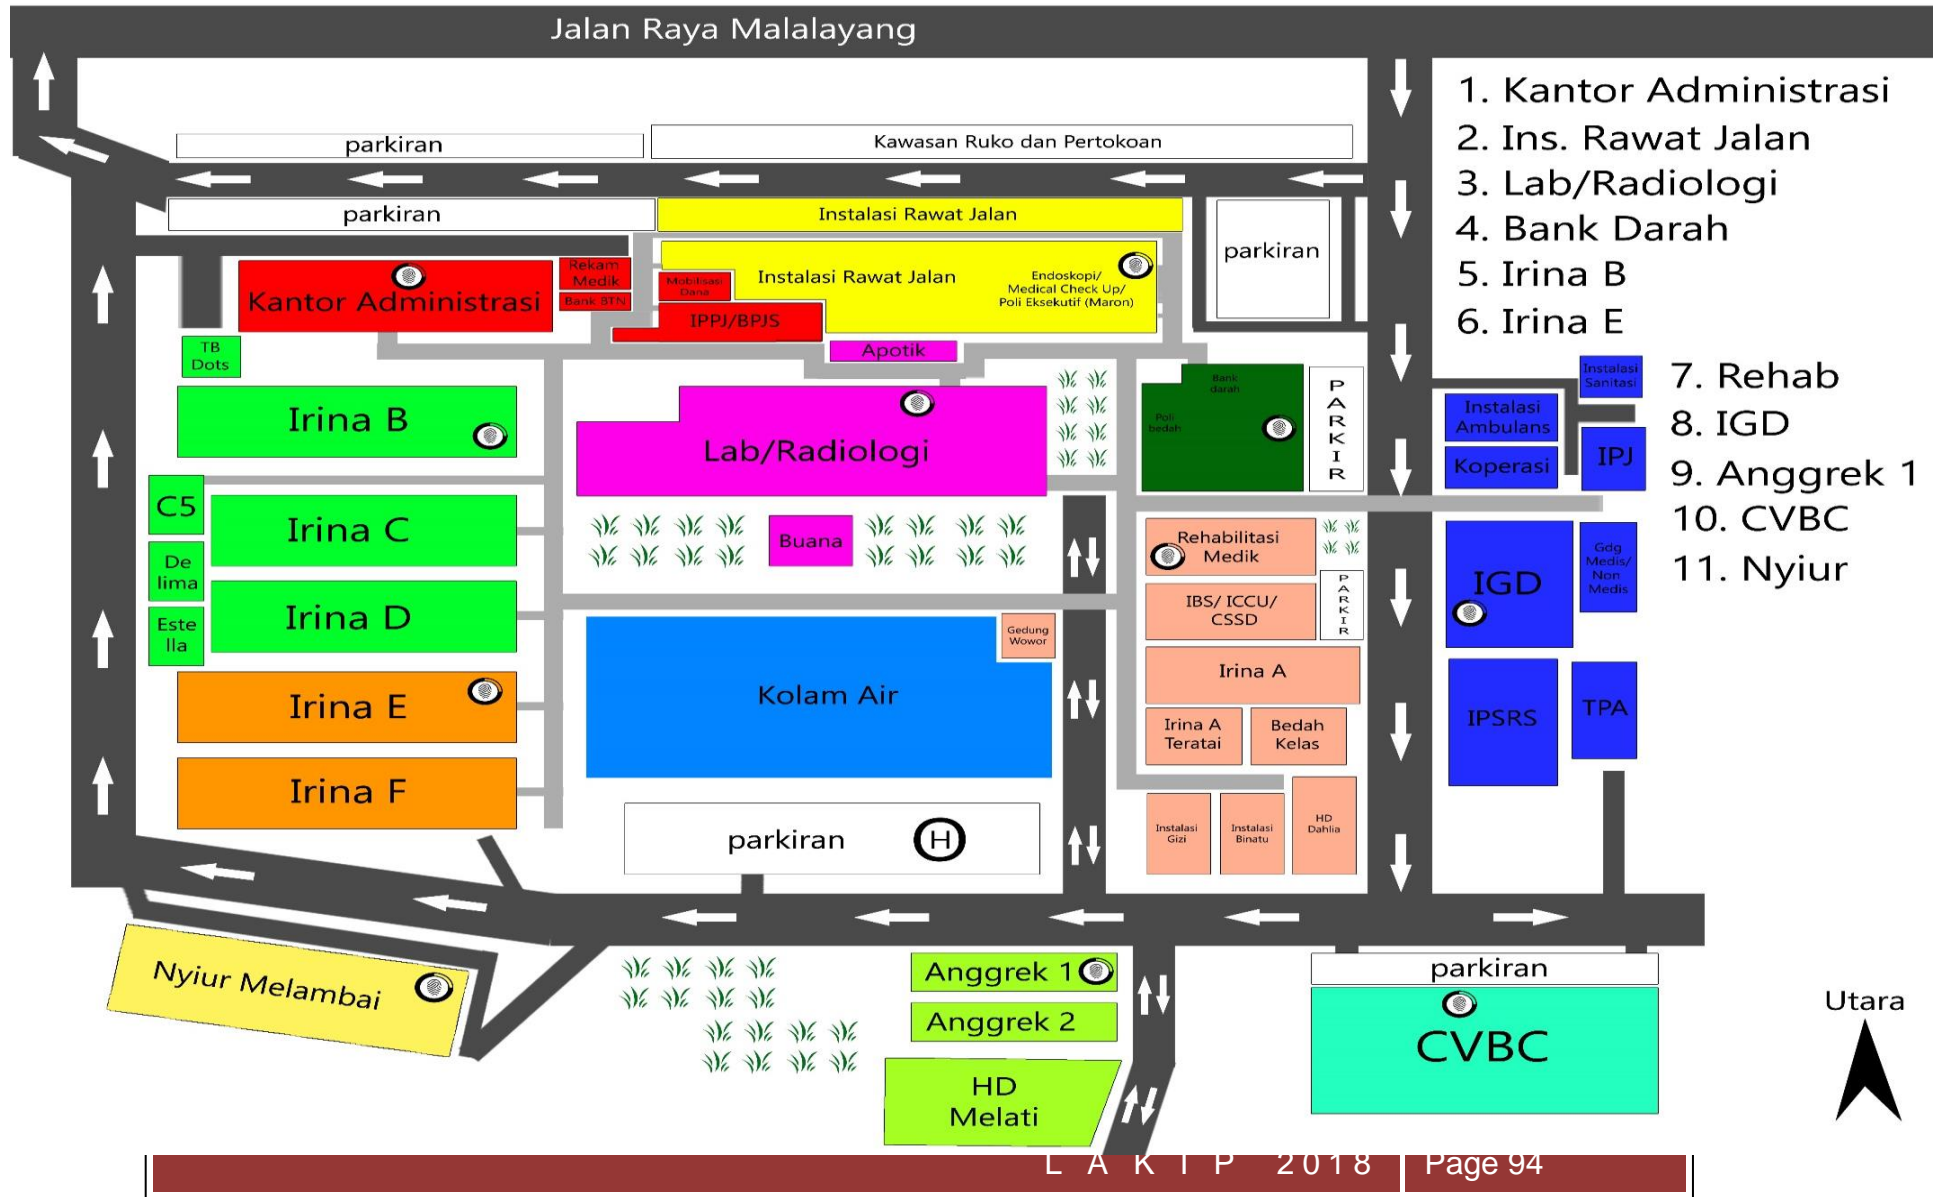 Jalan Raya Malalayang
1. Kantor Administrasi
2. Ins. Rawat Jalan
3. Lab/Radiologi
4. Bank Darah
5. Irina B
6. Irina E
7. Rehab
8. IGD
9. Anggrek 1
10. CVBC
11. Nyiur
parkiran
Kawasan Ruko dan Pertokoan
parkiran
Instalasi Rawat Jalan
parkiran
Kantor Administrasi
Rekam
Medik
Bank BTN
Mobilisasi
Dana
IPPJ/BPJS
Instalasi Rawat Jalan
Endoskopi/
Medical Check Up/
Poli Eksekutif (Maron)
Apotik
TB
Dots
Irina B
Lab/Radiologi
Bank
darah
Poli
bedah
PARKIR
Instalasi
Sanitasi
Instalasi
Ambulans
Koperasi
IPJ
C5
Irina C
De
lima
Irina D
Este
lla
Buana
Rehabilitasi
Medik
IBS/ ICCU/
CSSD
PARKIR
IGD
Gdg
Medis/
Non
Medis
Gedung
Wowor
Kolam Air
Irina A
Irina A
Teratai
Bedah
Kelas
IPSRS
TPA
Irina E
Irina F
parkiran
H
Instalasi
Gizi
Instalasi
Binatu
HD
Dahlia
Nyiur Melambai
Anggrek 1
Anggrek 2
HD
Melati
parkiran
CVBC
Utara
LAKIP 2018 Page 94